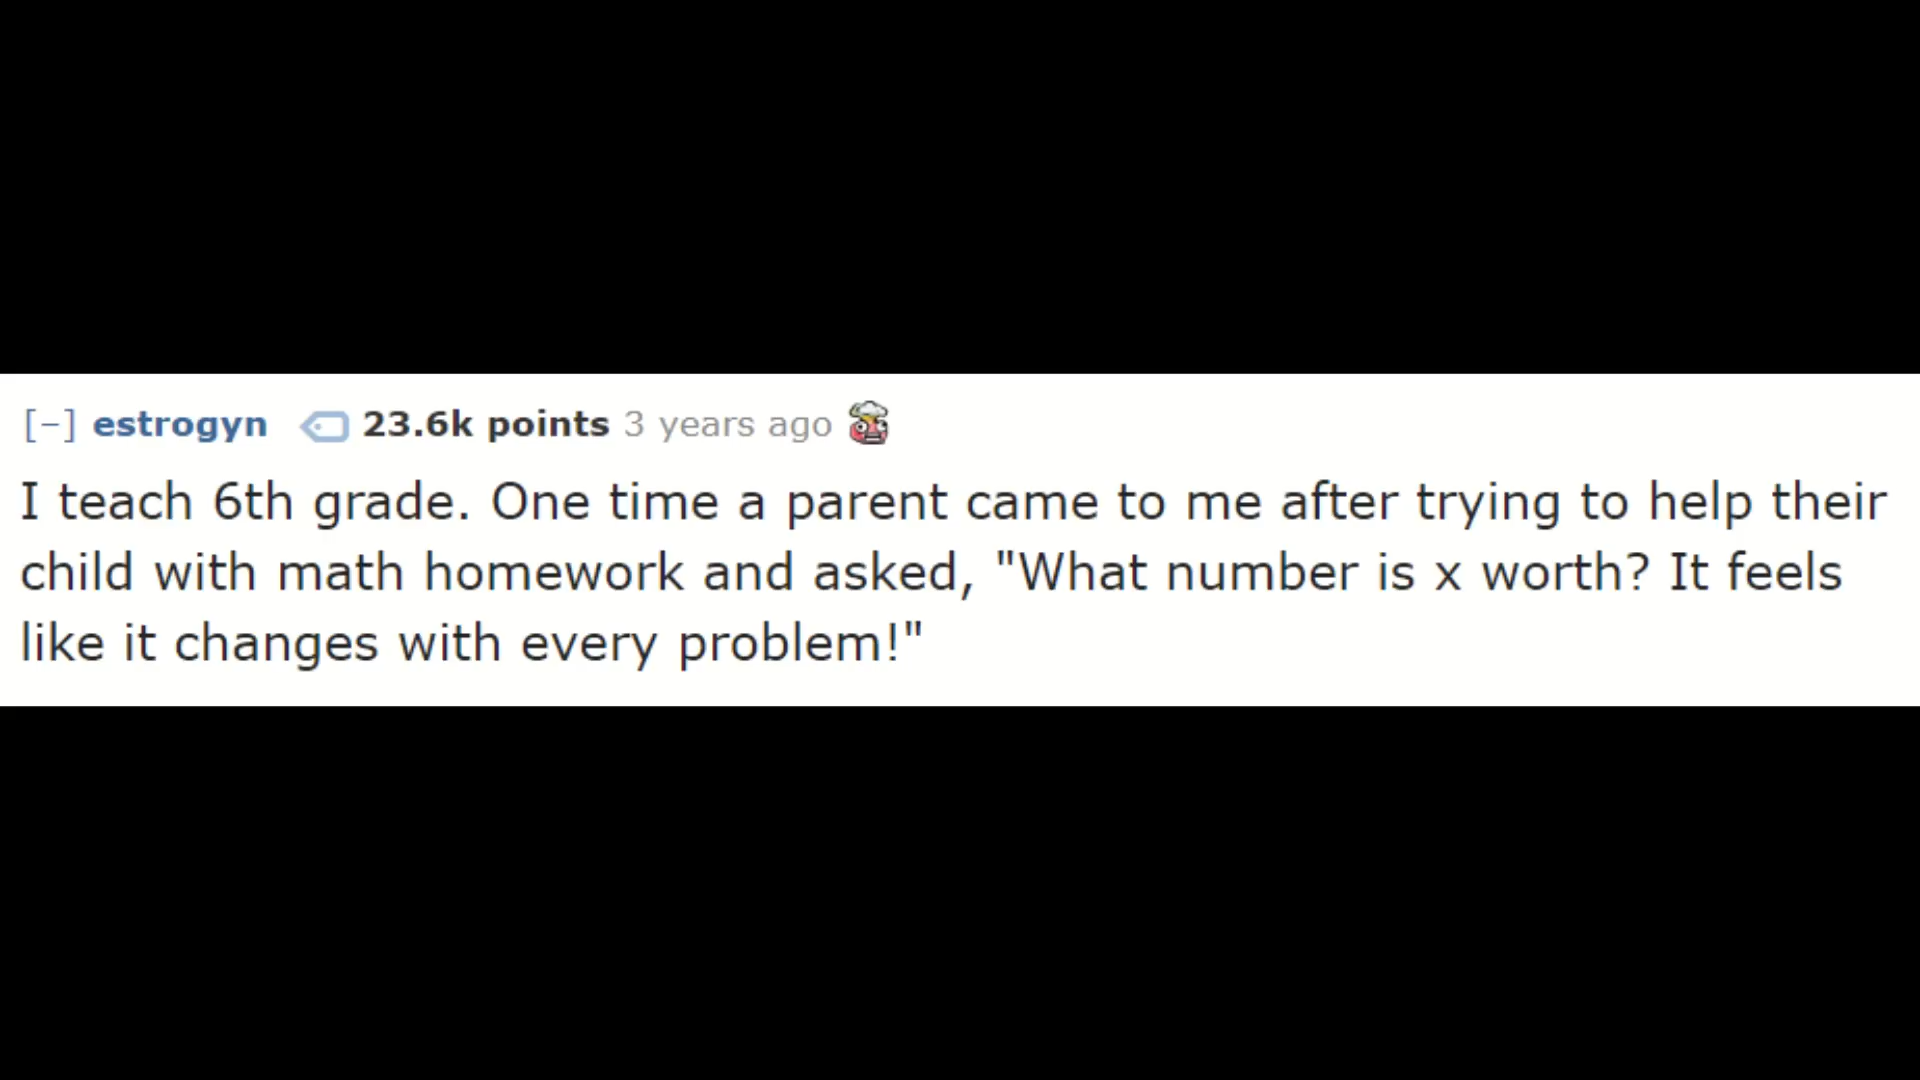 [–] estrogyn 23.6k points 3 years ago
I teach 6th grade. One time a parent came to me after trying to help their
child with math homework and asked, "What number is x worth? It feels
like it changes with every problem!"